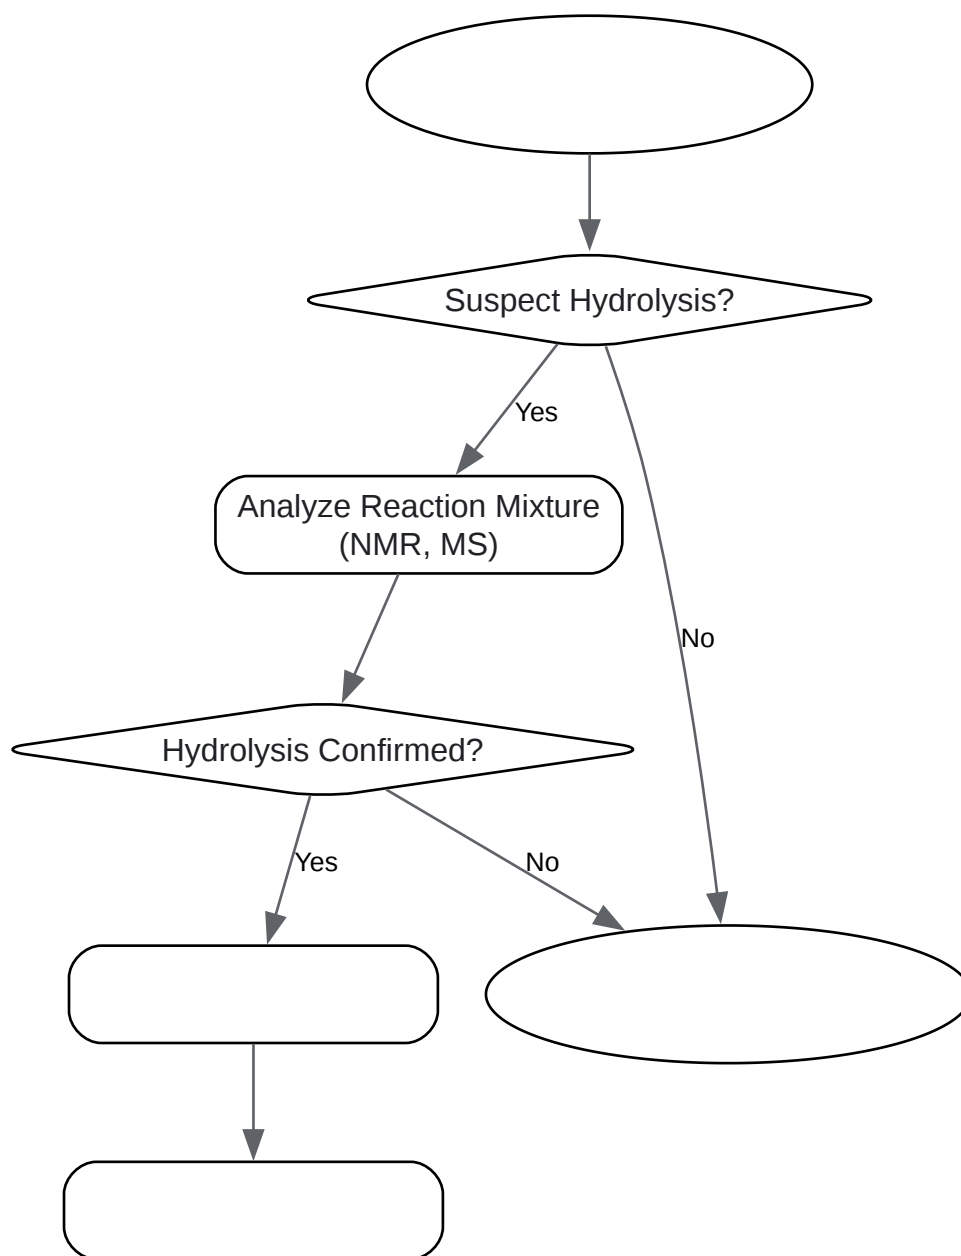 Suspect Hydrolysis?
Yes
Analyze Reaction Mixture
(NMR, MS)
No
Hydrolysis Confirmed?
Yes
No